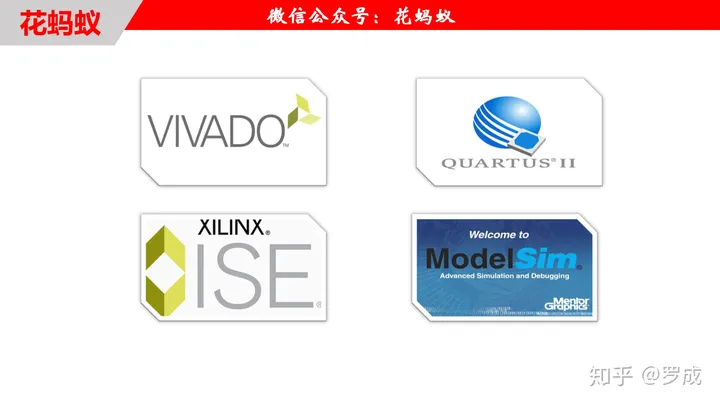 花蚂蚁
微信公众号：花蚂蚁
VIVADO™
QUARTUS® II
XILINX®
ISE®
Welcome to
ModelSim®
Advanced Simulation and Debugging
Mentor
Graphics
知乎 @罗成